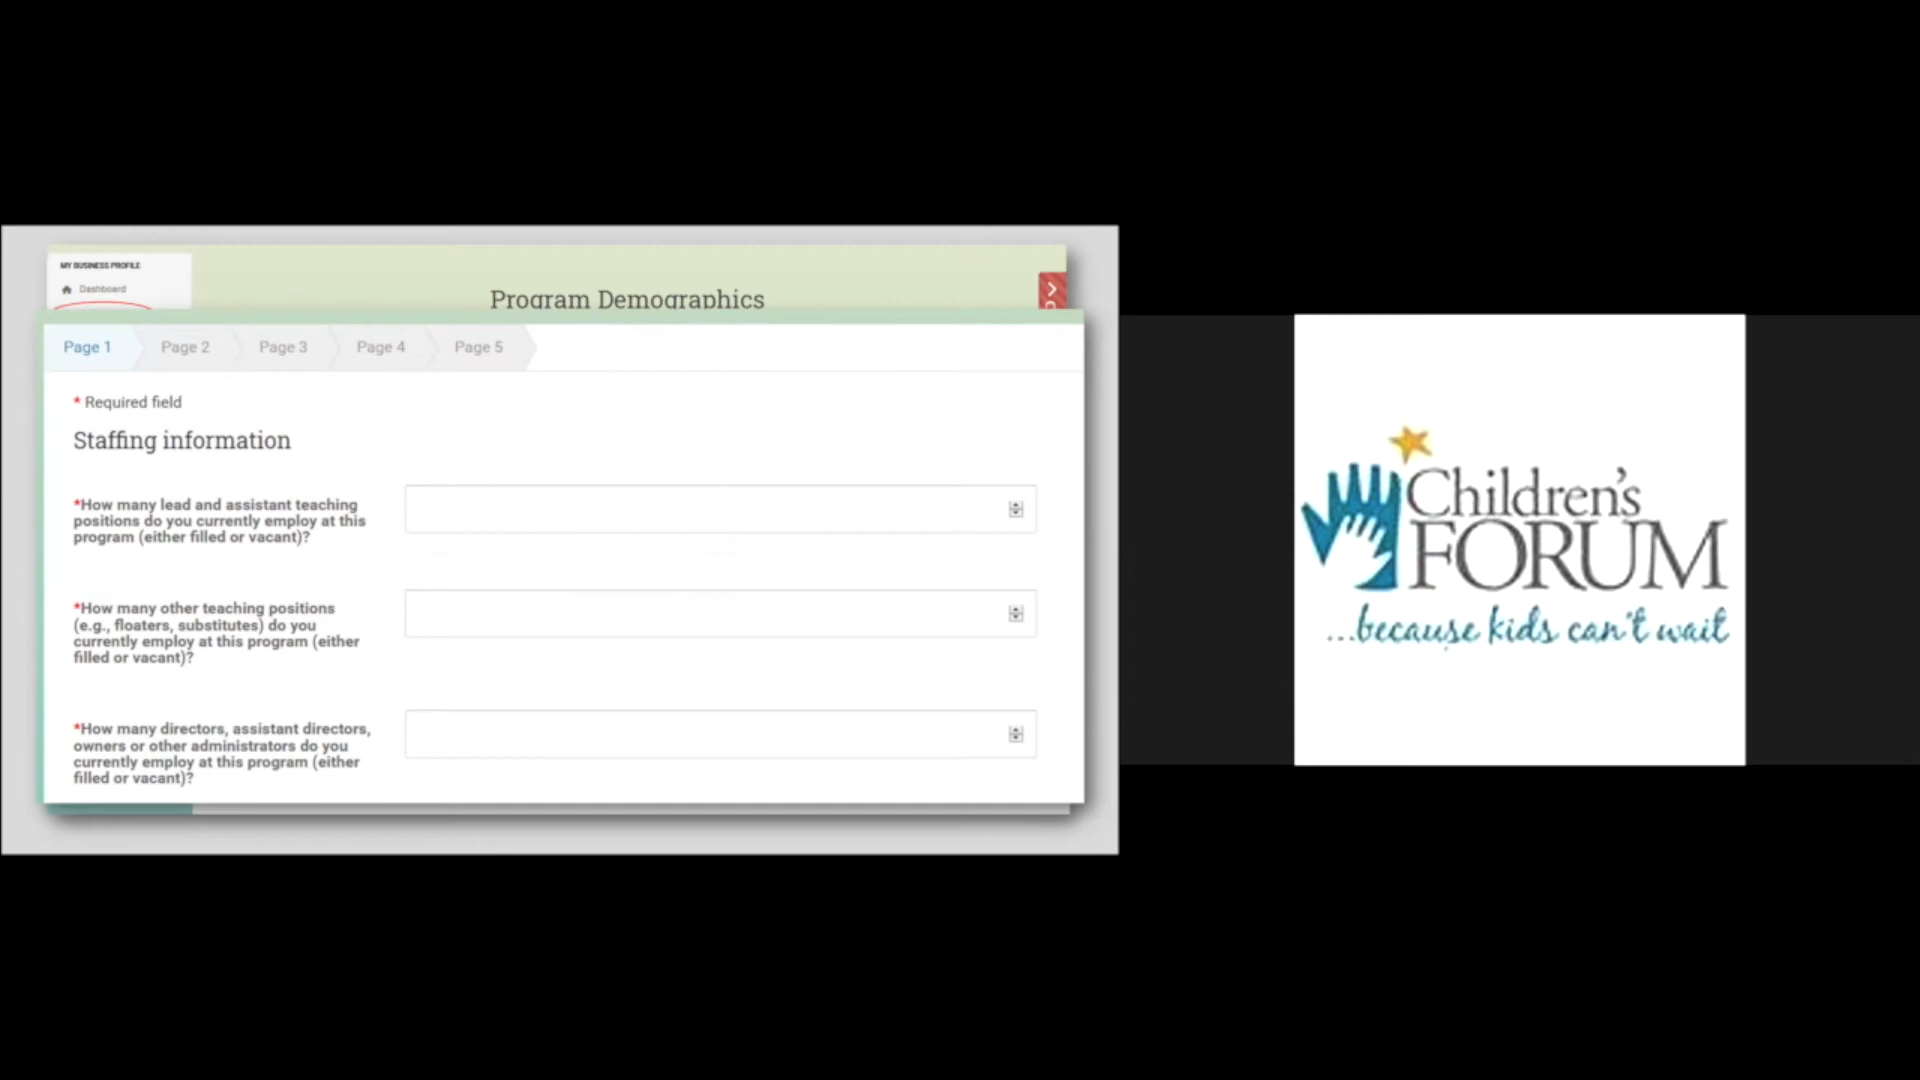 MY BUSINESS PROFILE
Dashboard
Program Demographics
Page 1
Page 2
Page 3
Page 4
Page 5
* Required field
Staffing information
*How many lead and assistant teaching
positions do you currently employ at this
program (either filled or vacant)?
*How many other teaching positions
(e.g., floaters, substitutes) do you
currently employ at this program (either
filled or vacant)?
*How many directors, assistant directors,
owners or other administrators do you
currently employ at this program (either
filled or vacant)?
Children's
FORUM
...because kids can't wait